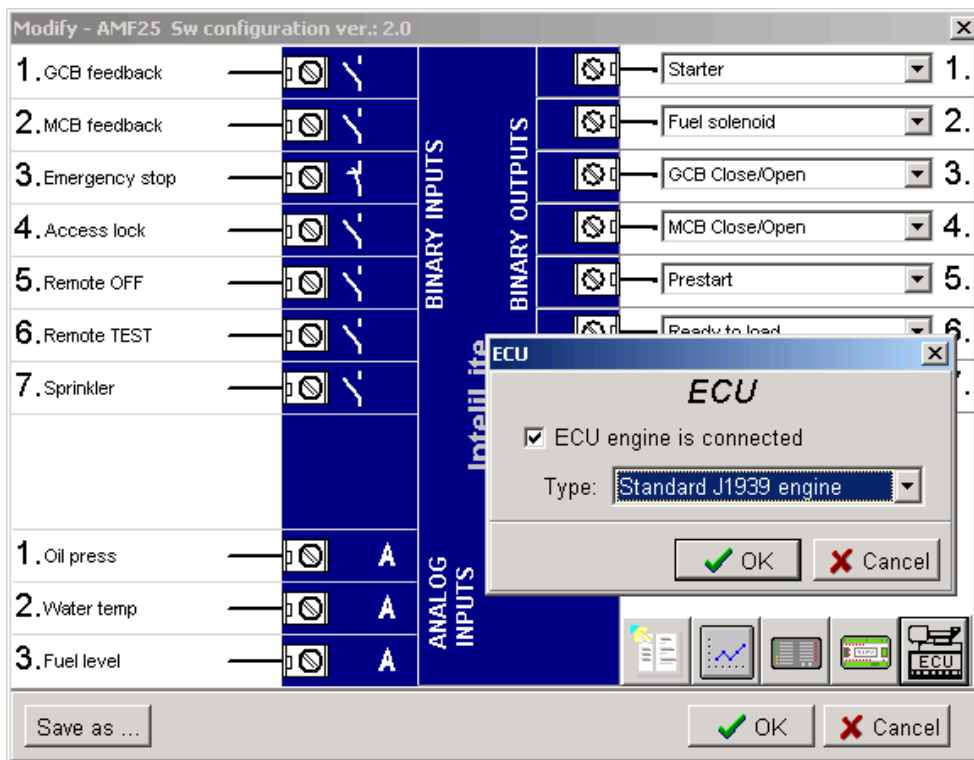 Modify - AMF25 Sw configuration ver.: 2.0
1. GCB feedback
2. MCB feedback
3. Emergency stop
4. Access lock
5. Remote OFF
6. Remote TEST
7. Sprinkler
1. Oil press
2. Water temp
3. Fuel level
BINARY INPUTS
ANALOG
INPUTS
InteliLite
BINARY OUTPUTS
A
A
A
Starter 1.
Fuel solenoid 2.
GCB Close/Open 3.
MCB Close/Open 4.
Prestart 5.
Ready to load 6.
ECU
ECU
ECU engine is connected
Type: Standard J1939 engine
OK Cancel
ECU
Save as ...
OK Cancel